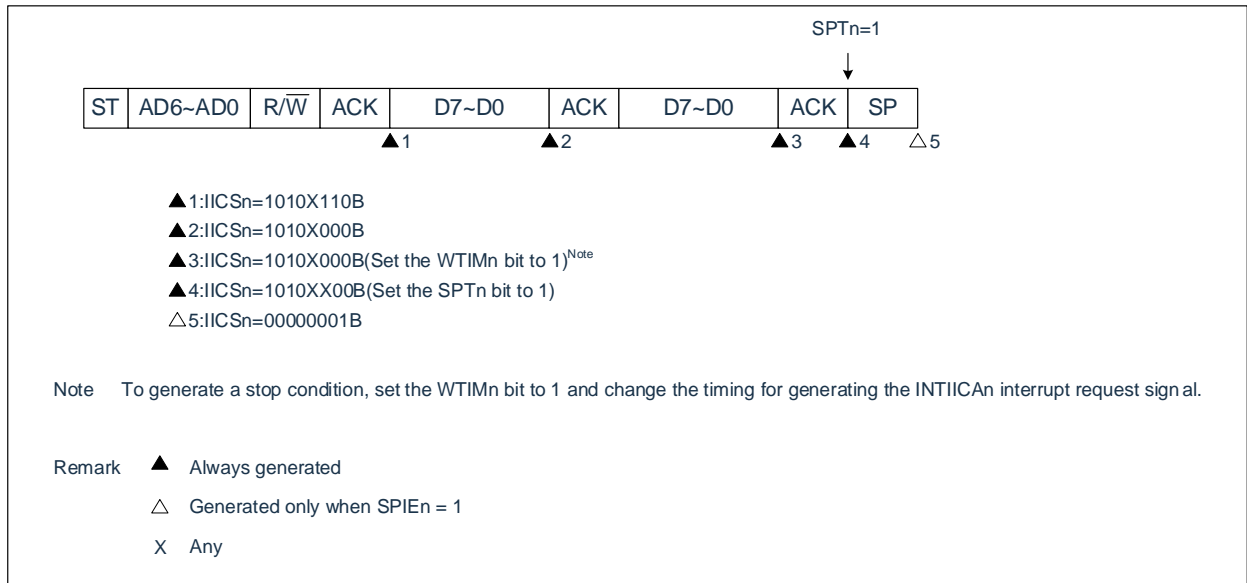 SPTn=1
ST AD6~AD0 R/W̅ ACK D7~D0 ACK D7~D0 ACK SP
▲1 ▲2 ▲3 ▲4 △5
▲1:IICSn=1010X110B
▲2:IICSn=1010X000B
▲3:IICSn=1010X000B(Set the WTIMn bit to 1)Note
▲4:IICSn=1010XX00B(Set the SPTn bit to 1)
△5:IICSn=00000001B
Note To generate a stop condition, set the WTIMn bit to 1 and change the timing for generating the INTIICAn interrupt request signal.
Remark ▲ Always generated
△ Generated only when SPIEn = 1
X Any